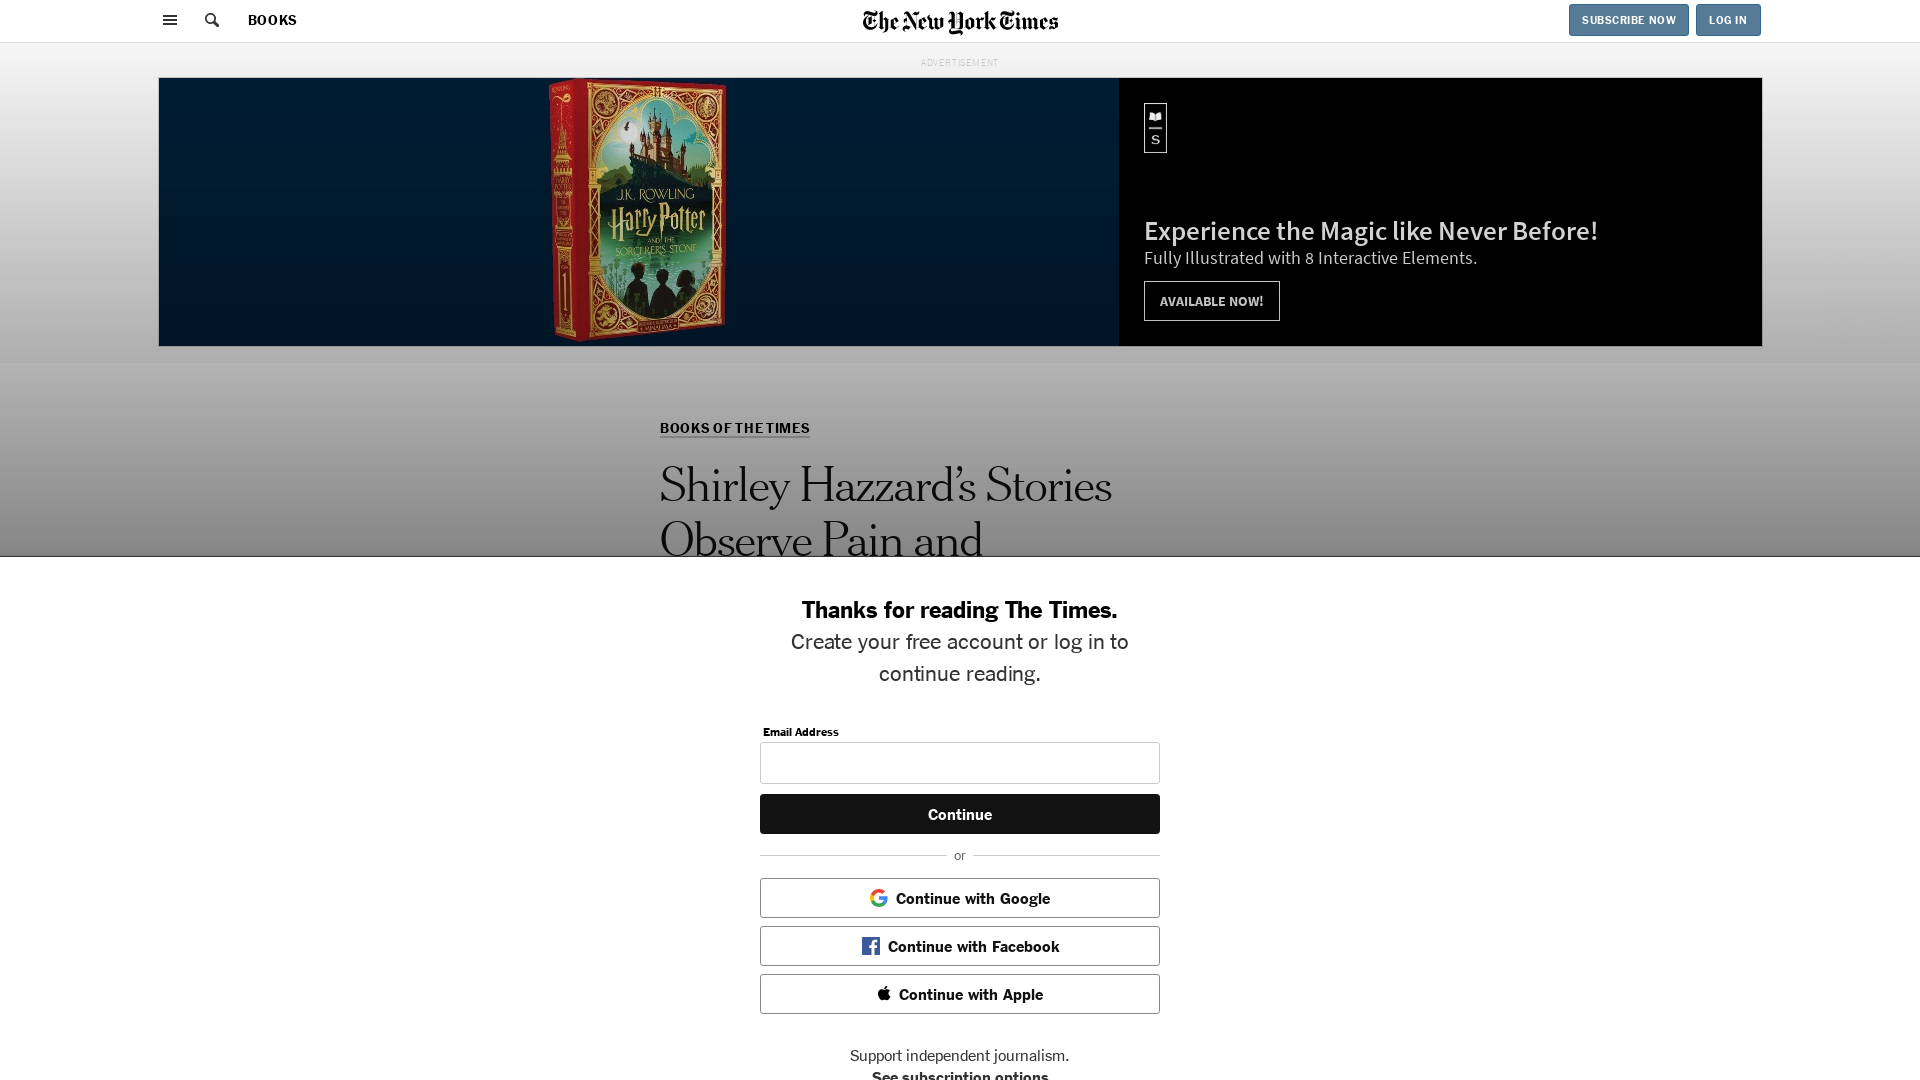 BOOKS
The New York Times
SUBSCRIBE NOW
LOG IN
ADVERTISEMENT
J.K. ROWLING
Harry Potter
AND THE
SORCERER'S STONE
S
Experience the Magic like Never Before!
Fully Illustrated with 8 Interactive Elements.
AVAILABLE NOW!
BOOKS OF THE TIMES
Shirley Hazzard’s Stories
Observe Pain and
Thanks for reading The Times.
Create your free account or log in to
continue reading.
Email Address
Continue
or
Continue with Google
Continue with Facebook
Continue with Apple
Support independent journalism.
See subscription options